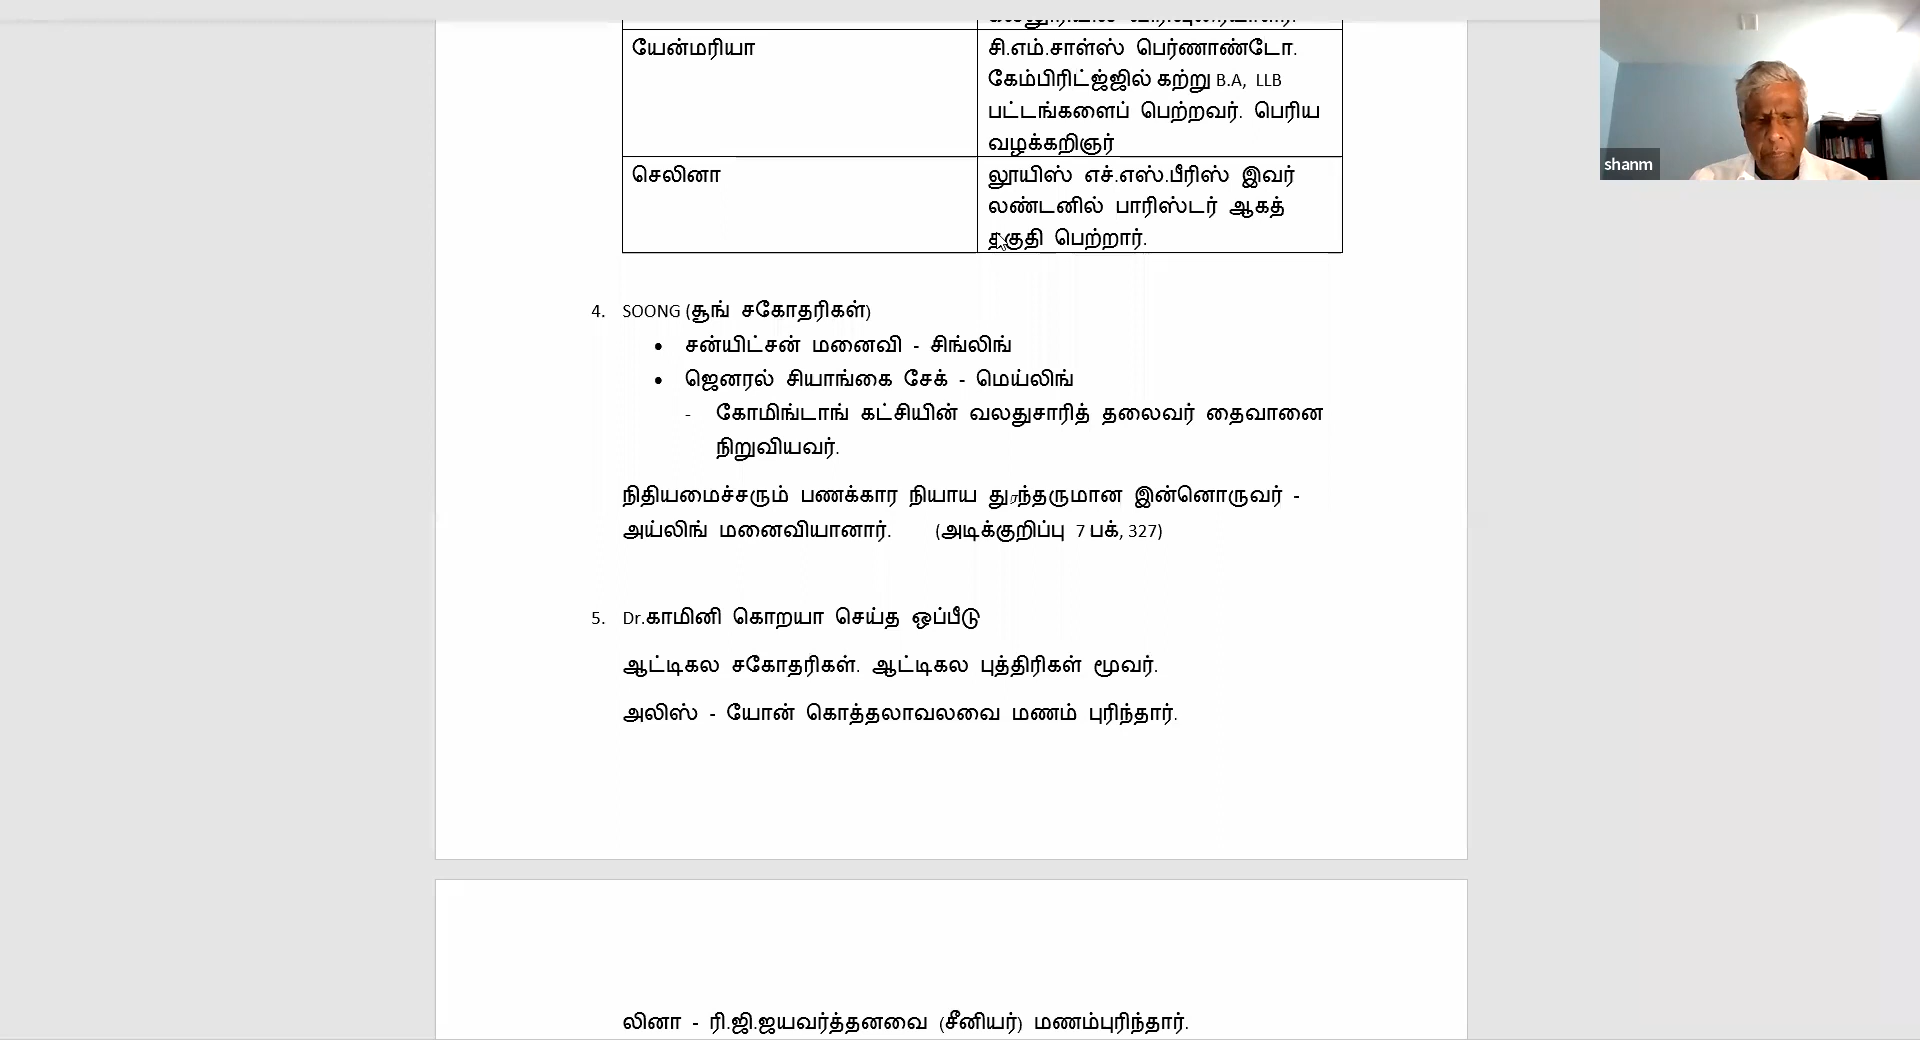 யேன்மரியா
சி.எம்.சாள்ஸ் பெர்ணாண்டோ.
கேம்பிரிட்ஜ்ஜில் கற்று B.A, LLB
பட்டங்களைப் பெற்றவர். பெரிய
வழக்கறிஞர்
செலினா
லூயிஸ் எச்.எஸ்.பீரிஸ் இவர்
லண்டனில் பாரிஸ்டர் ஆகத்
தகுதி பெற்றார்.
shanm
4. SOONG (சூங் சகோதரிகள்)
• சன்யிட்சன் மனைவி - சிங்லிங்
• ஜெனரல் சியாங்கை சேக் - மெய்லிங்
- கோமிங்டாங் கட்சியின் வலதுசாரித் தலைவர் தைவானை
நிறுவியவர்.
நிதியமைச்சரும் பணக்கார நியாய துரந்தருமான இன்னொருவர் -
அய்லிங் மனைவியானார். (அடிக்குறிப்பு 7 பக், 327)
5. Dr.காமினி கொறயா செய்த ஒப்பீடு
ஆட்டிகல சகோதரிகள். ஆட்டிகல புத்திரிகள் மூவர்.
அலிஸ் - யோன் கொத்தலாவலவை மணம் புரிந்தார்.
லினா - ரி.ஜி.ஜயவர்த்தனவை (சீனியர்) மணம்புரிந்தார்.